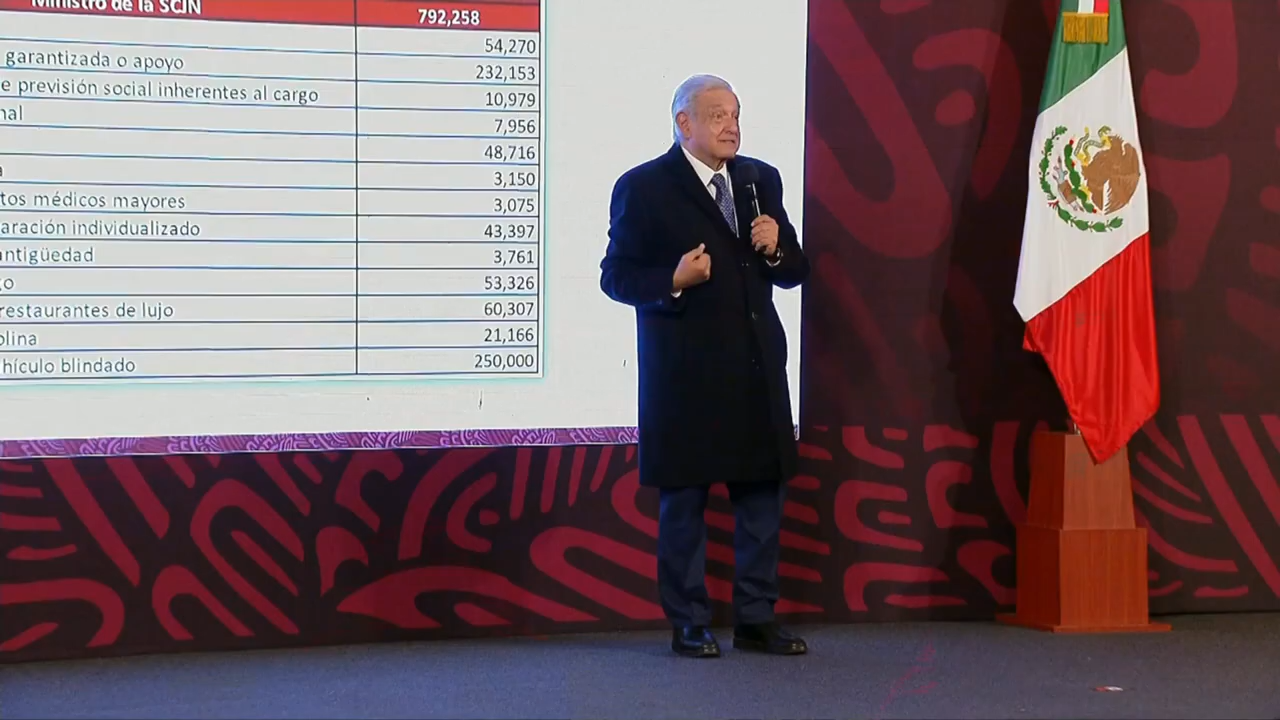 Ministro de la SCJN 792,258
54,270
garantizada o apoyo 232,153
e previsión social inherentes al cargo 10,979
nal 7,956
48,716
a 3,150
tos médicos mayores 3,075
aración individualizado 43,397
antigüedad 3,761
go 53,326
restaurantes de lujo 60,307
olina 21,166
hículo blindado 250,000